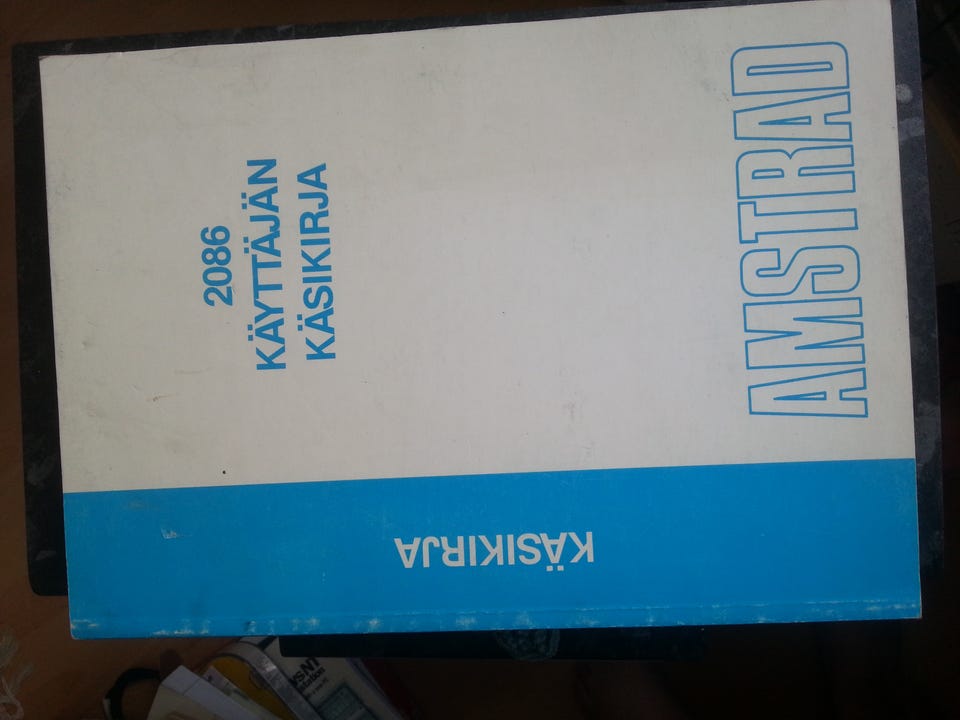 2086
KÄYTTÄJÄN
KÄSIKIRJA
AMSTRAD
KÄSIKIRJA